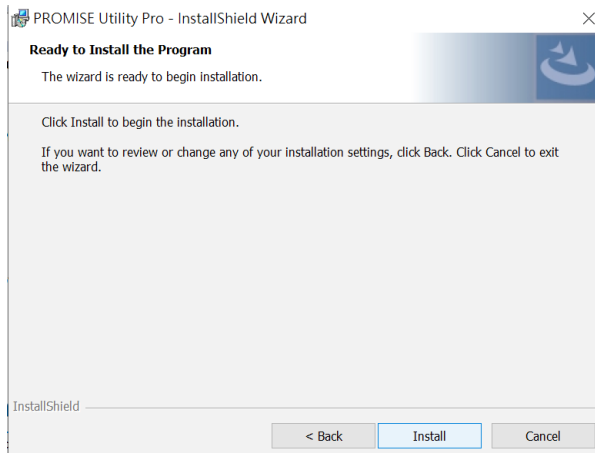 PROMISE Utility Pro - InstallShield Wizard
Ready to Install the Program
The wizard is ready to begin installation.
Click Install to begin the installation.
If you want to review or change any of your installation settings, click Back. Click Cancel to exit
the wizard.
InstallShield
< Back
Install
Cancel